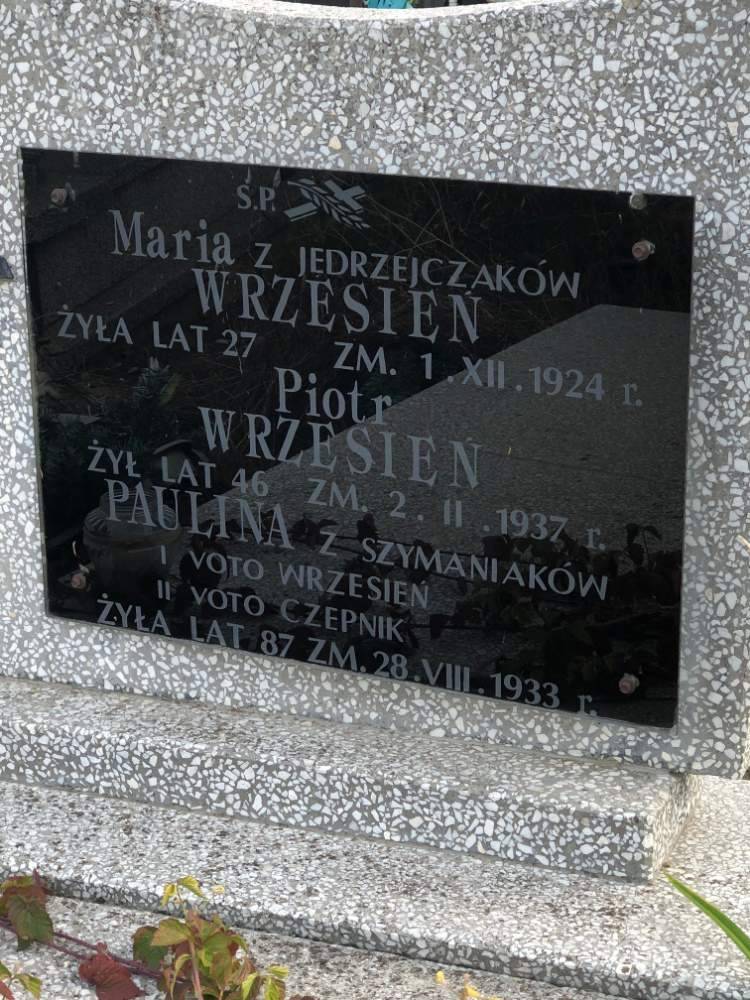 Ś.P.
Maria Z JEDRZEJCZAKÓW
WRZESIEŃ
ŻYŁA LAT 27 ZM. 1.XII.1924 r.
Piotr
WRZESIEŃ
ŻYŁ LAT 46 ZM. 2.II.1937 r.
PAULINA Z SZYMANIAKÓW
I VOTO WRZESIEŃ
II VOTO CZEPNIK
ŻYŁA LAT 87 ZM.28.VIII.1933 r.